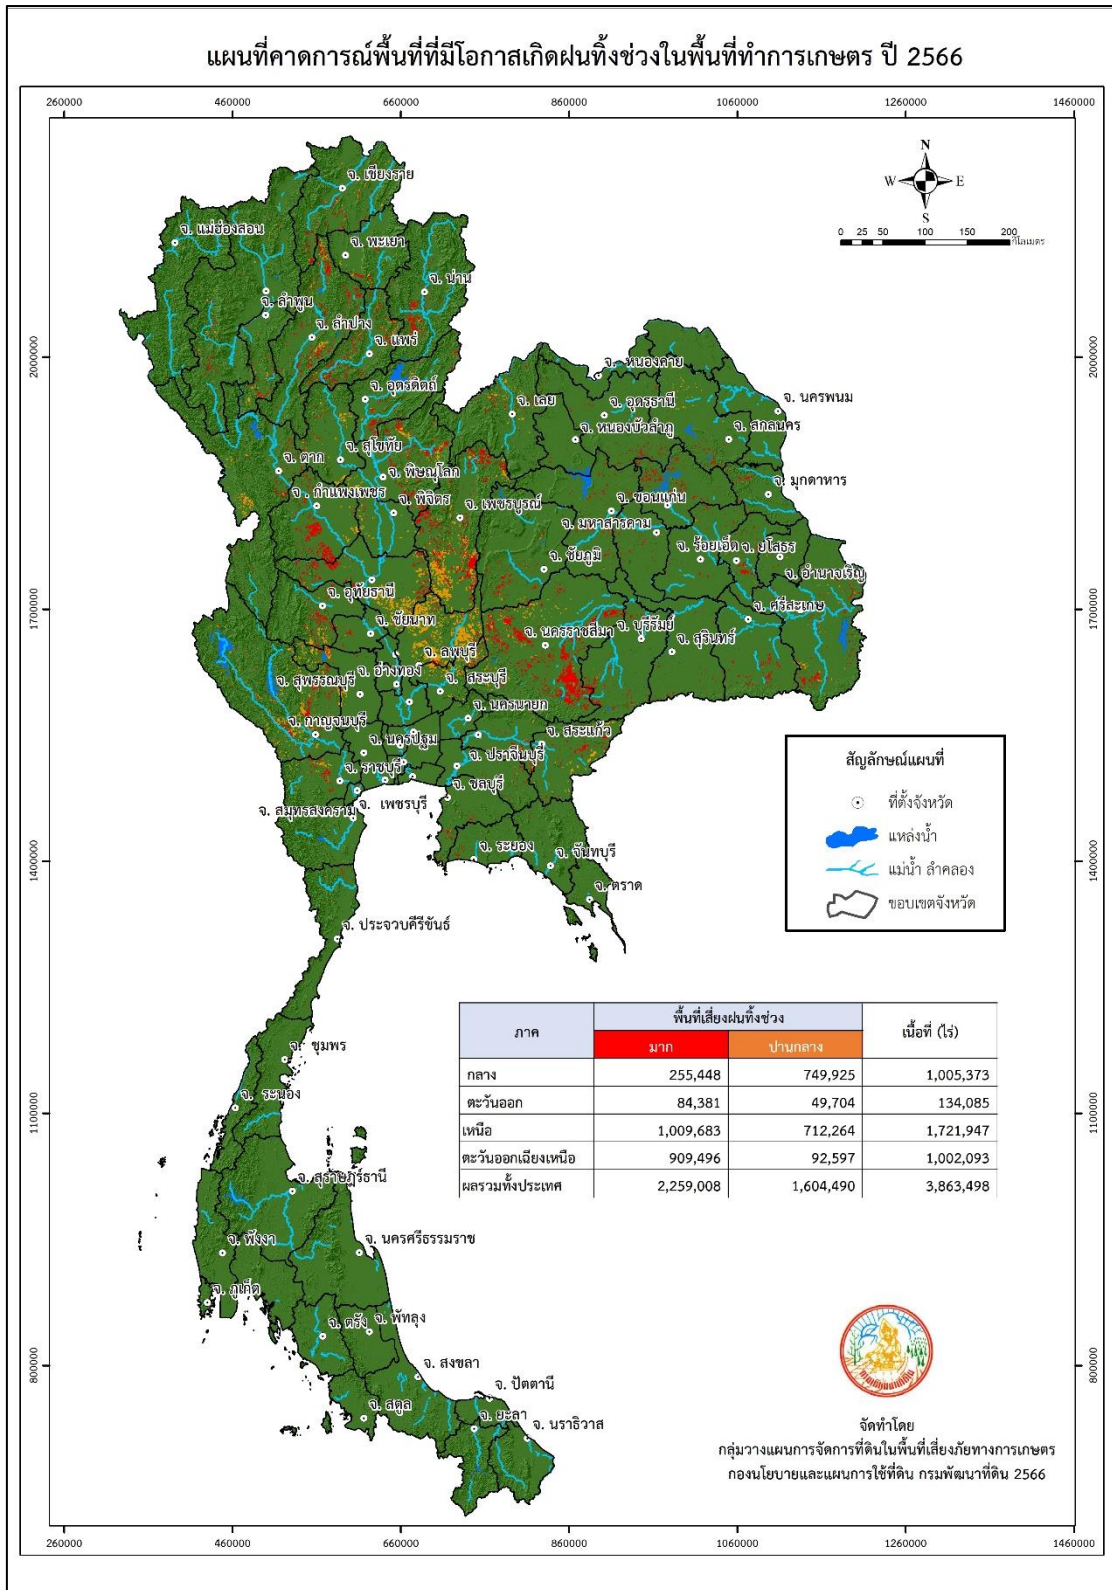 แผนที่คาดการณ์พื้นที่ที่มีโอกาสเกิดฝนทิ้งช่วงในพื้นที่ทำการเกษตร ปี 2566
260000 460000 660000 860000 1060000 1260000 1460000
N
W E
S
0 25 50 100 150 200
กิโลเมตร
จ. เชียงราย
จ. แม่ฮ่องสอน
จ. พะเยา
จ. น่าน
จ. ลำพูน
จ. ลำปาง
จ. แพร่
2000000 2000000
จ. หนองคาย
จ. อุตรดิตถ์
จ. เลย
จ. อุดรธานี
จ. นครพนม
จ. หนองบัวลำภู
จ. สกลนคร
จ. สุโขทัย
จ. ตาก
จ. พิษณุโลก
จ. มุกดาหาร
จ. กำแพงเพชร
จ. พิจิตร
จ. เพชรบูรณ์
จ. ขอนแก่น
จ. มหาสารคาม
จ. ร้อยเอ็ด
จ. ยโสธร
จ. ชัยภูมิ
จ. อำนาจเจริญ
จ. อุทัยธานี
1700000 1700000
จ. ศรีสะเกษ
จ. ชัยนาท
จ. นครราชสีมา
จ. บุรีรัมย์
จ. สุรินทร์
จ. ลพบุรี
จ. อ่างทอง
จ. สุพรรณบุรี
จ. สระบุรี
จ. นครนายก
จ. กาญจนบุรี
จ. นครปฐม
จ. สระแก้ว
จ. ปราจีนบุรี
จ. ราชบุรี
จ. ชลบุรี
จ. สมุทรสงคราม
จ. เพชรบุรี
จ. ระยอง
จ. จันทบุรี
1400000 1400000
จ. ตราด
จ. ประจวบคีรีขันธ์
สัญลักษณ์แผนที่
ที่ตั้งจังหวัด
แหล่งน้ำ
แม่น้ำ ลำคลอง
ขอบเขตจังหวัด
ภาค พื้นที่เสี่ยงฝนทิ้งช่วง เนื้อที่ (ไร่)
มาก ปานกลาง
กลาง 255,448 749,925 1,005,373
ตะวันออก 84,381 49,704 134,085
เหนือ 1,009,683 712,264 1,721,947
ตะวันออกเฉียงเหนือ 909,496 92,597 1,002,093
ผลรวมทั้งประเทศ 2,259,008 1,604,490 3,863,498
จ. ชุมพร
จ. ระนอง
1100000 1100000
จ. สุราษฎร์ธานี
จ. พังงา
จ. นครศรีธรรมราช
จ. ภูเก็ต
จ. ตรัง
จ. พัทลุง
จ. สงขลา
800000 800000
จ. ปัตตานี
จ. สตูล
จ. ยะลา
จ. นราธิวาส
กรมพัฒนาที่ดิน
จัดทำโดย
กลุ่มวางแผนการจัดการที่ดินในพื้นที่เสี่ยงภัยทางการเกษตร
กองนโยบายและแผนการใช้ที่ดิน กรมพัฒนาที่ดิน 2566
260000 460000 660000 860000 1060000 1260000 1460000